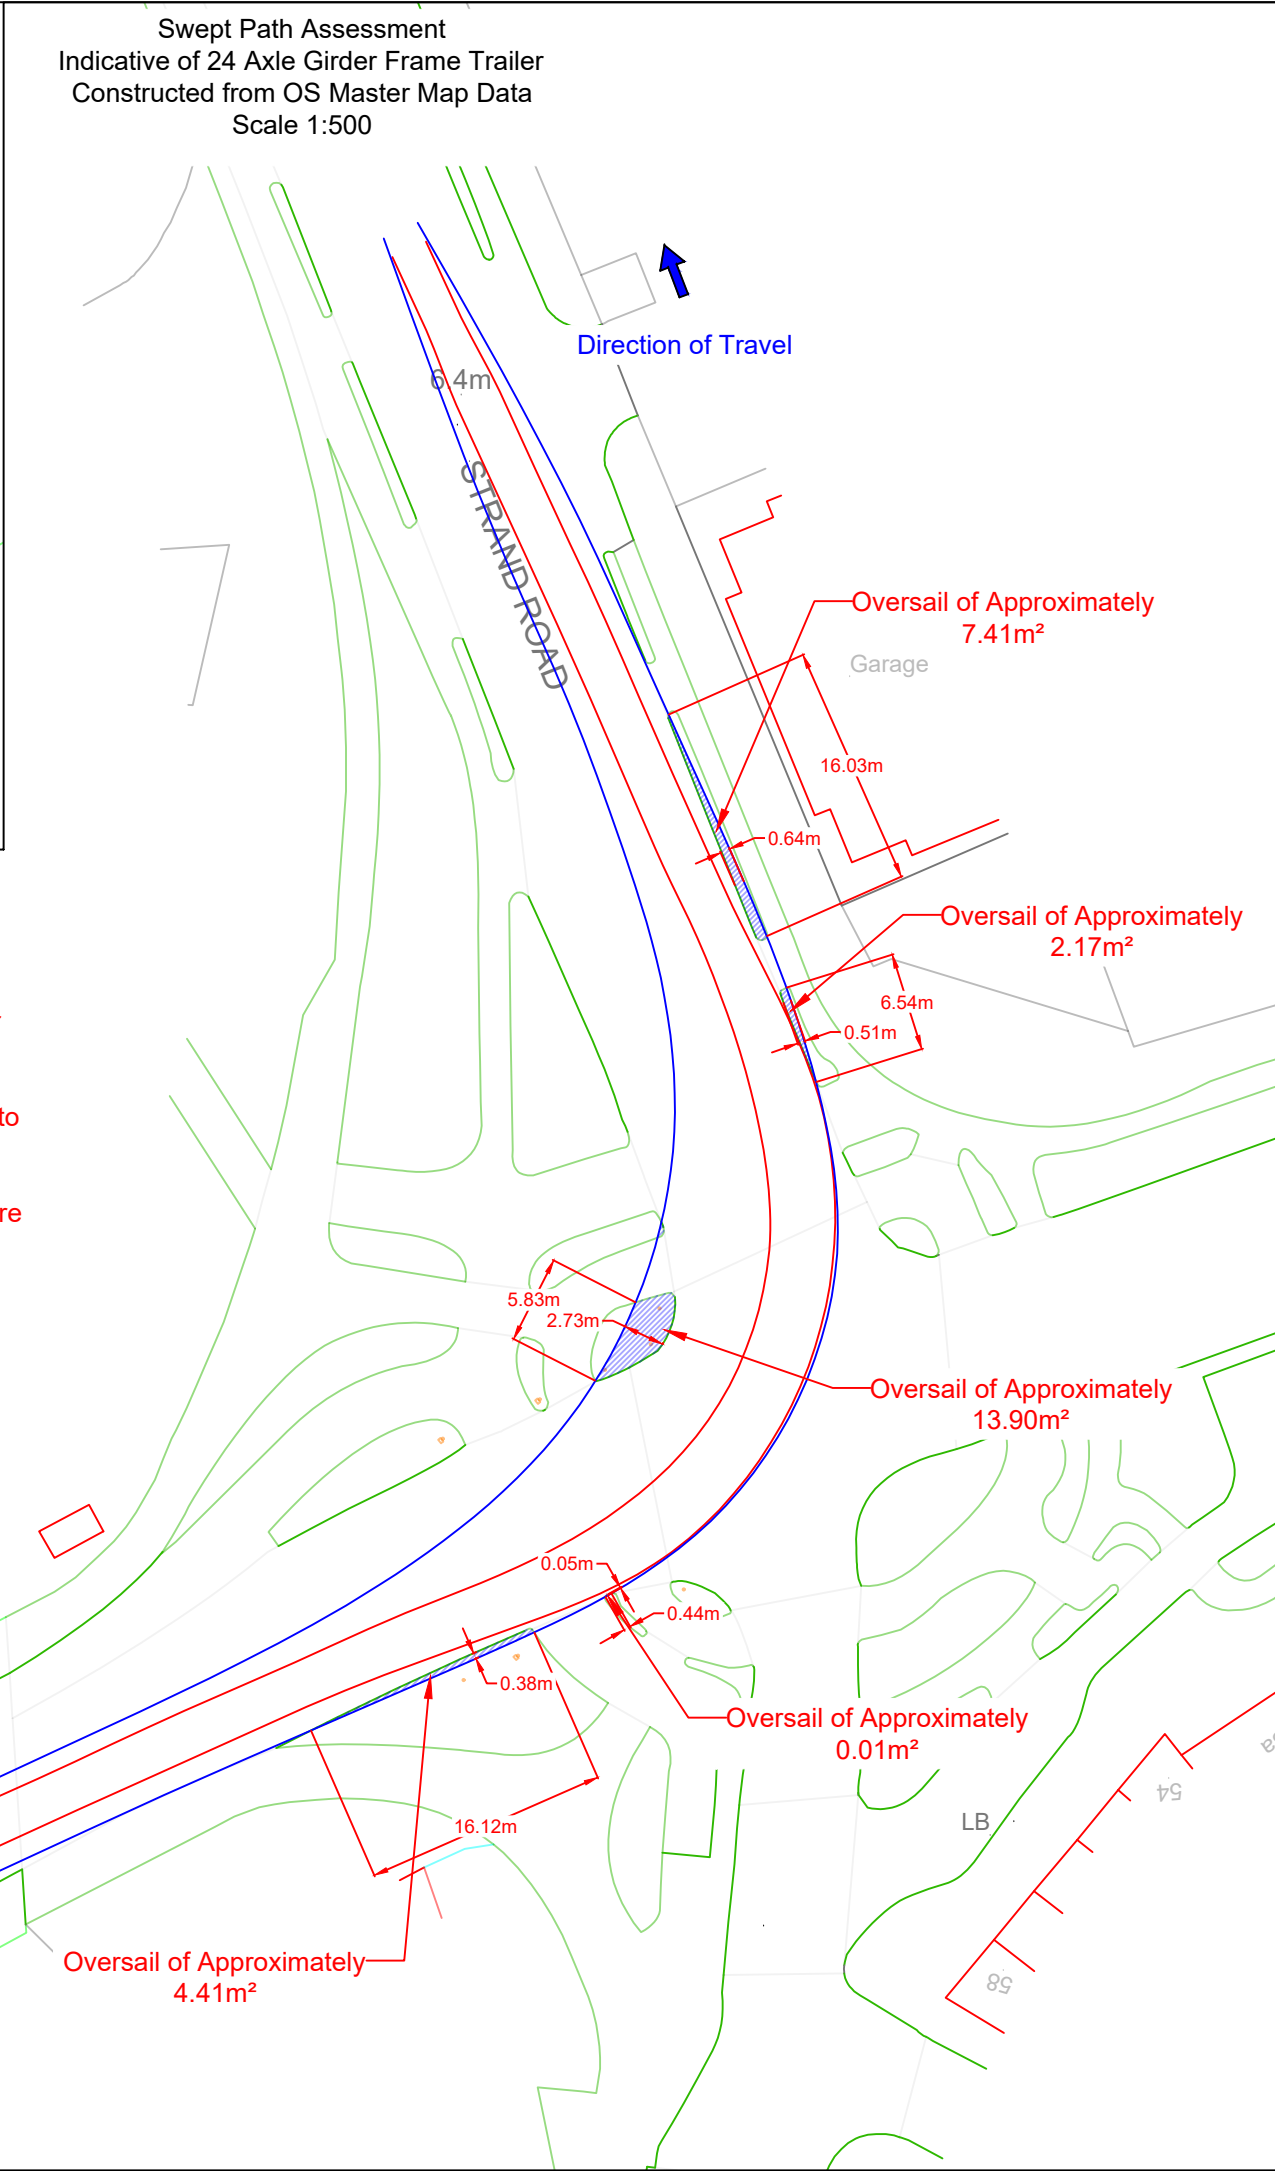 Swept Path Assessment
Indicative of 24 Axle Girder Frame Trailer
Constructed from OS Master Map Data
Scale 1:500
Direction of Travel
6.4m
STRAND ROAD
Oversail of Approximately
7.41m²
Garage
16.03m
0.64m
Oversail of Approximately
2.17m²
6.54m
0.51m
to
re
5.83m
2.73m
Oversail of Approximately
13.90m²
0.05m
0.44m
0.38m
Oversail of Approximately
0.01m²
54
LB
16.12m
Oversail of Approximately
4.41m²
58